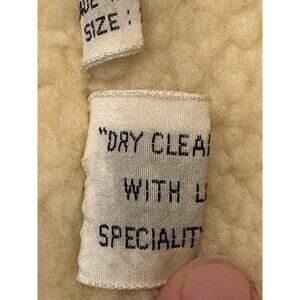 SIZE :
"DRY CLEA
WITH L
SPECIALIT